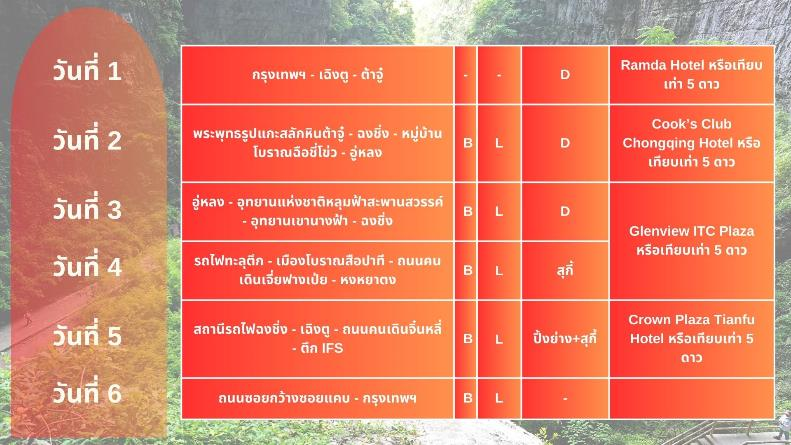 วันที่ 1
กรุงเทพฯ - เฉิงตู - ต้าจู๋
-
-
D
Ramda Hotel หรือเทียบ
เท่า 5 ดาว
วันที่ 2
พระพุทธรูปแกะสลักหินต้าจู๋ - ฉงชิ่ง - หมู่บ้าน
โบราณฉือชี่โข่ว - อู่หลง
B
L
D
Cook's Club
Chongqing Hotel หรือ
เทียบเท่า 5 ดาว
วันที่ 3
อู่หลง - อุทยานแห่งชาติหลุมฟ้าสะพานสวรรค์
- อุทยานเขานางฟ้า - ฉงชิ่ง
B
L
D
Glenview ITC Plaza
หรือเทียบเท่า 5 ดาว
วันที่ 4
รถไฟทะลุตึก - เมืองโบราณสือปาที - ถนนคน
เดินเจี่ยฟางเป่ย - หงหยาตง
B
L
สุกี้
วันที่ 5
สถานีรถไฟฉงชิ่ง - เฉิงตู - ถนนคนเดินจิ๋นหลี่
- ตึก IFS
B
L
ปิ้งย่าง+สุกี้
Crown Plaza Tianfu
Hotel หรือเทียบเท่า 5
ดาว
วันที่ 6
ถนนซอยกว้างซอยแคบ - กรุงเทพฯ
B
L
-